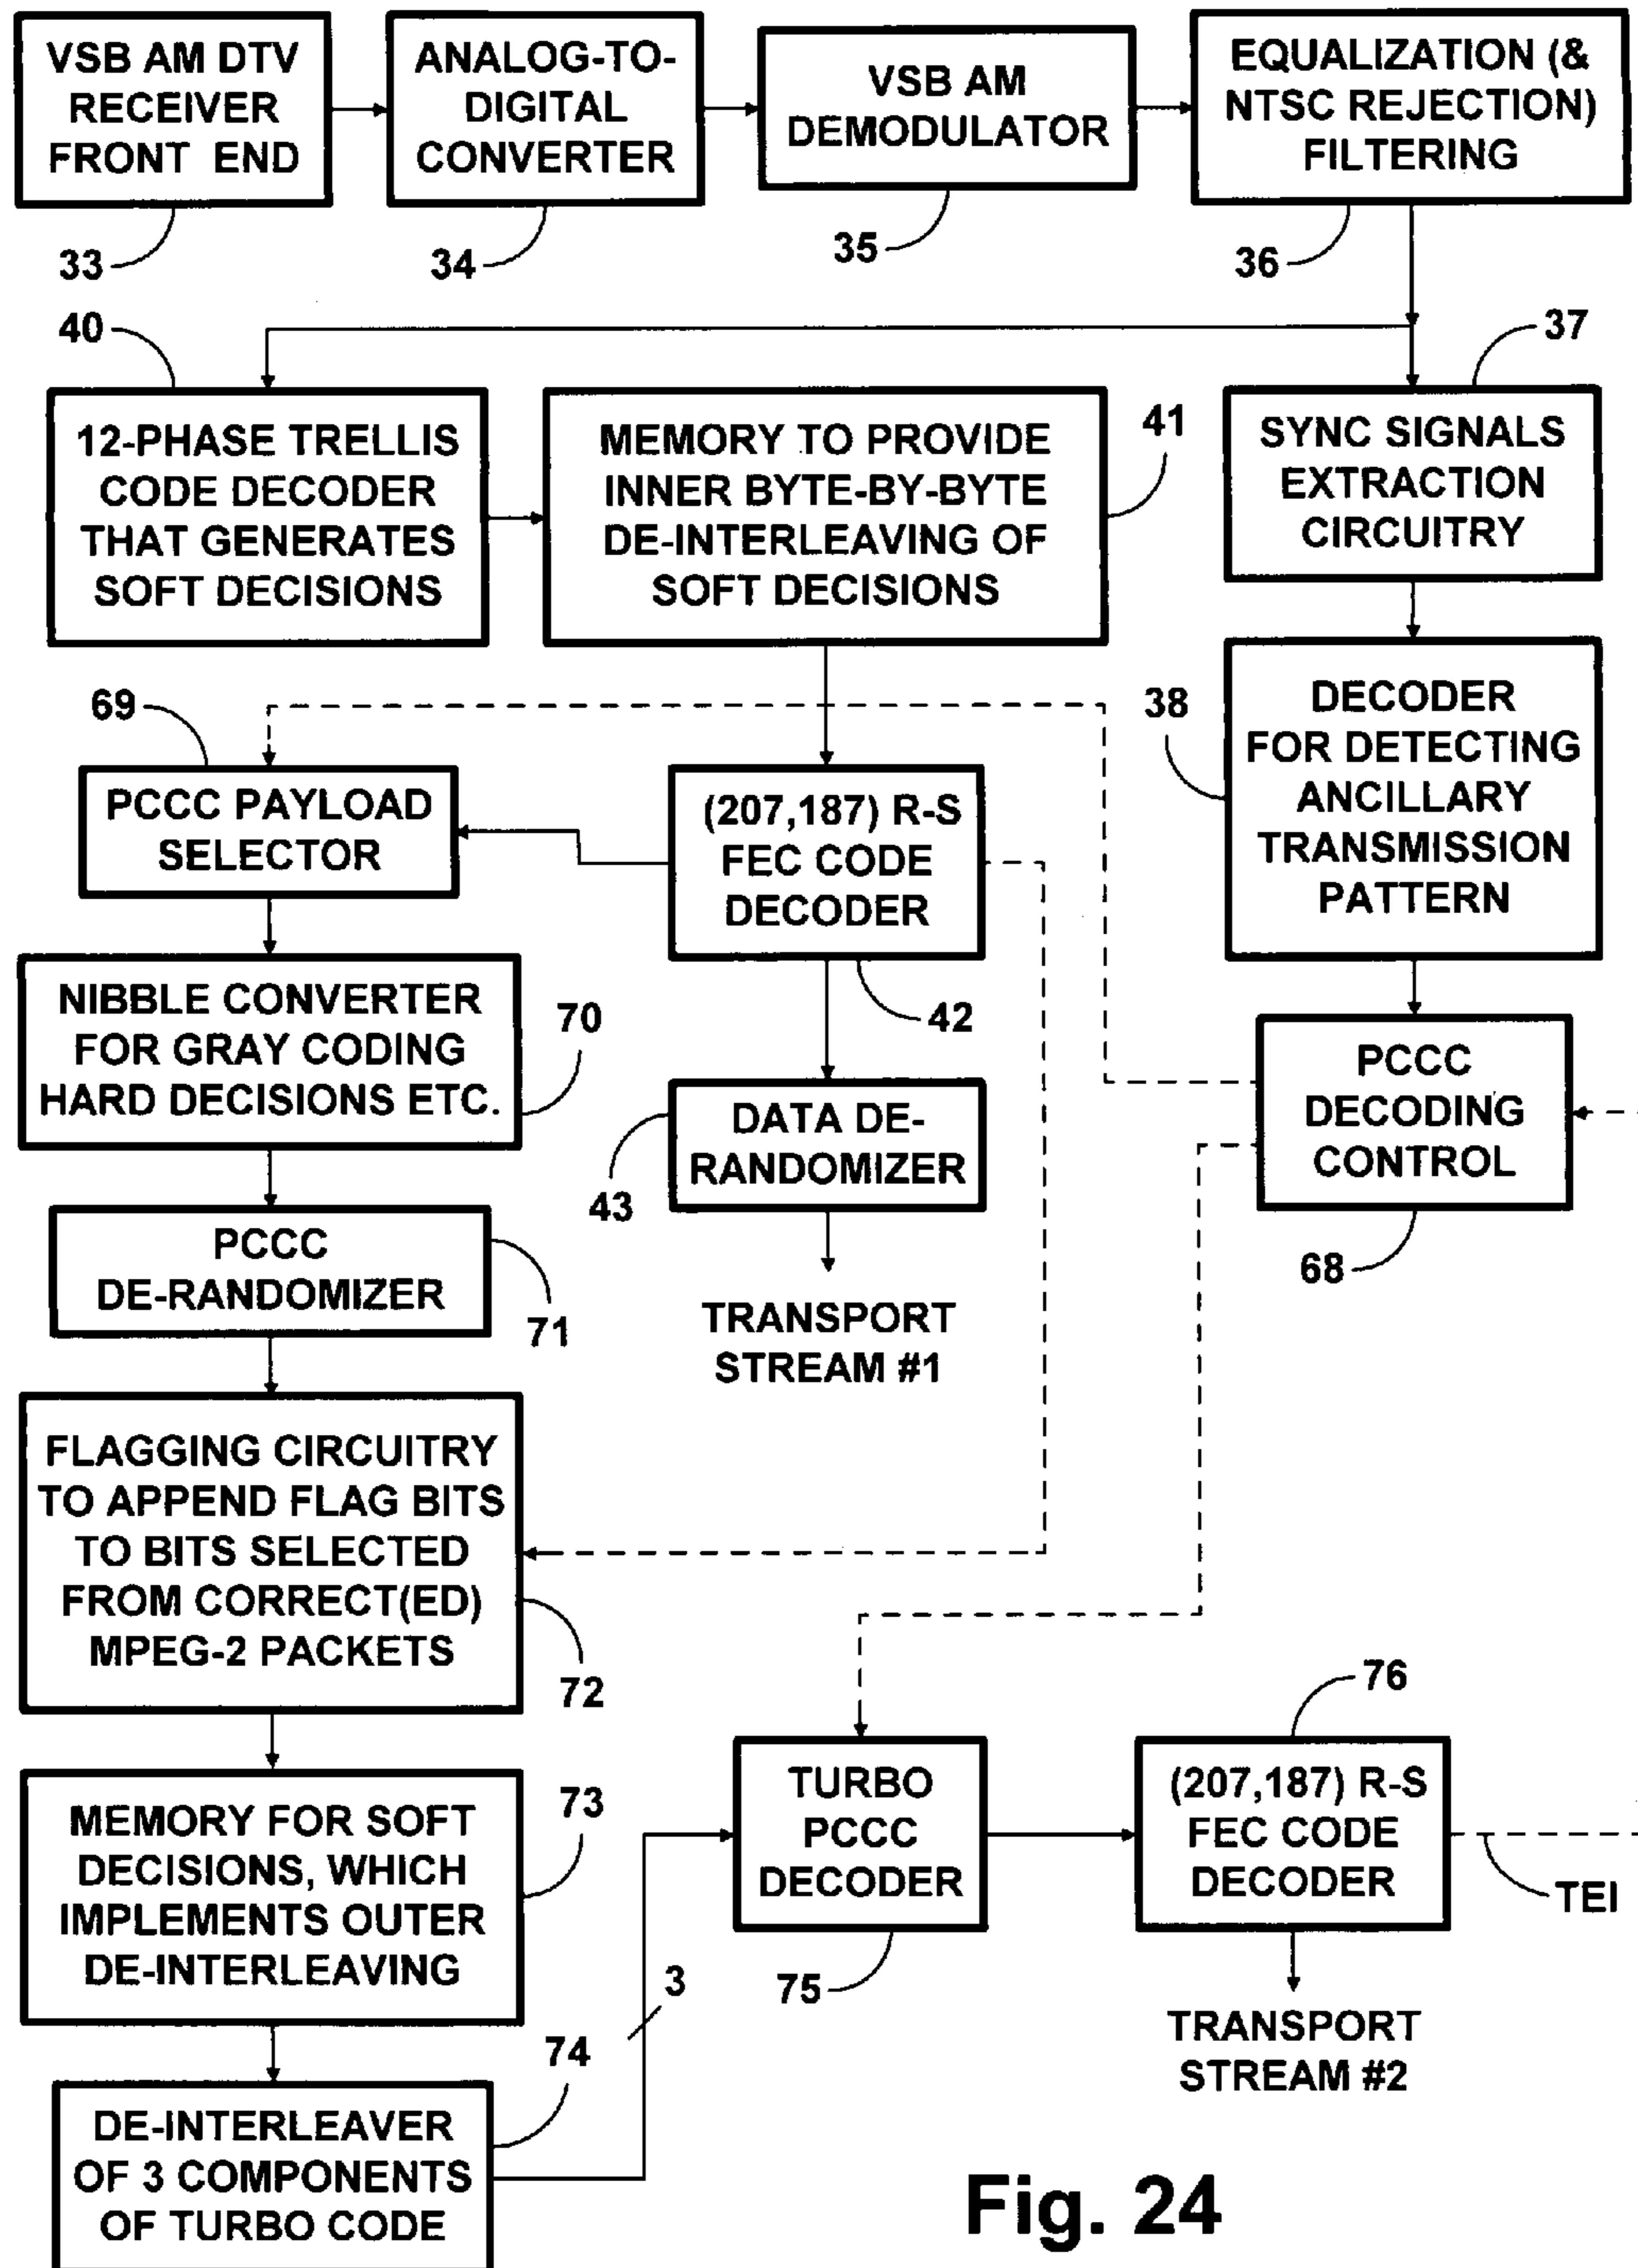 VSB AM DTV
RECEIVER
FRONT END
33
ANALOG-TO-
DIGITAL
CONVERTER
34
VSB AM
DEMODULATOR
35
EQUALIZATION (&
NTSC REJECTION)
FILTERING
36
40
12-PHASE TRELLIS
CODE DECODER
THAT GENERATES
SOFT DECISIONS
MEMORY TO PROVIDE
INNER BYTE-BY-BYTE
DE-INTERLEAVING OF
SOFT DECISIONS
41
37
SYNC SIGNALS
EXTRACTION
CIRCUITRY
38
DECODER
FOR DETECTING
ANCILLARY
TRANSMISSION
PATTERN
69
PCCC PAYLOAD
SELECTOR
(207,187) R-S
FEC CODE
DECODER
42
PCCC
DECODING
CONTROL
68
NIBBLE CONVERTER
FOR GRAY CODING
HARD DECISIONS ETC.
70
DATA DE-
RANDOMIZER
43
TRANSPORT
STREAM #1
PCCC
DE-RANDOMIZER
71
FLAGGING CIRCUITRY
TO APPEND FLAG BITS
TO BITS SELECTED
FROM CORRECT(ED)
MPEG-2 PACKETS
72
MEMORY FOR SOFT
DECISIONS, WHICH
IMPLEMENTS OUTER
DE-INTERLEAVING
73
DE-INTERLEAVER
OF 3 COMPONENTS
OF TURBO CODE
74
3
TURBO
PCCC
DECODER
75
76
(207,187) R-S
FEC CODE
DECODER
TEI
TRANSPORT
STREAM #2
Fig. 24